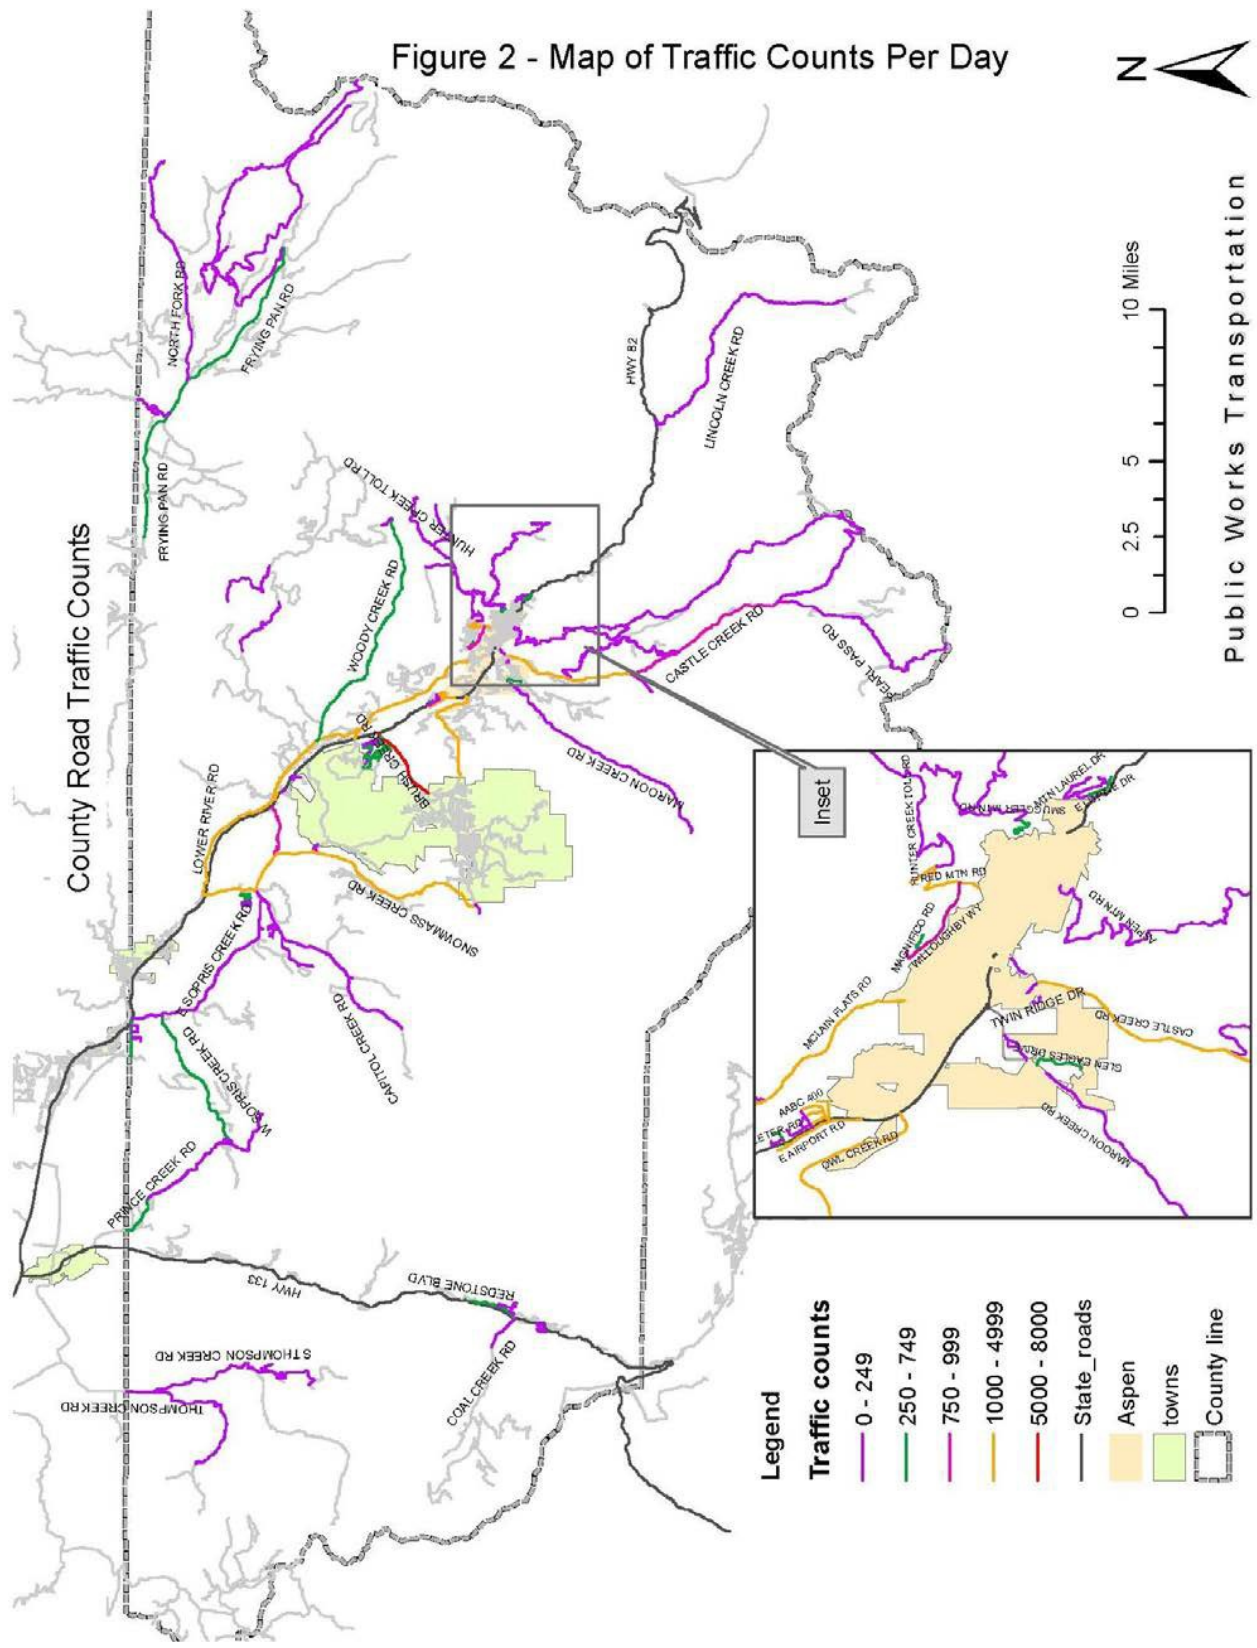 Figure 2 - Map of Traffic Counts Per Day
N
County Road Traffic Counts
NORTH FORK RD
FRYING PAN RD
FRYING PAN RD
HWY 82
LINCOLN CREEK RD
HUNTER CREEK TOLL RD
WOODY CREEK RD
CASTLE CREEK RD
PEARL PASS RD
MAROON CREEK RD
BRUSH CREEK RD
LOWER RIVER RD
SNOWMASS CREEK RD
E SOPRIS CREEK RD
CAPITOL CREEK RD
W SOPRIS CREEK RD
PRINCE CREEK RD
HWY 133
REDSTONE BLVD
COAL CREEK RD
S THOMPSON CREEK RD
THOMPSON CREEK RD
Inset
HUNTER CREEK TOLL RD
SMUGGLER MTN RD
MTN LAUREL DR
RED MTN RD
MAGNIFICO RD
WILLOUGHBY WY
MCLAIN FLATS RD
ASPEN MTN RD
TWIN RIDGE DR
CASTLE CREEK RD
GLEN EAGLES DRIVE
MAROON CREEK RD
AABC 400
E AIRPORT RD
OWL CREEK RD
0 2.5 5 10 Miles
Public Works Transportation
Legend
Traffic counts
0 - 249
250 - 749
750 - 999
1000 - 4999
5000 - 8000
State_roads
Aspen
towns
County line